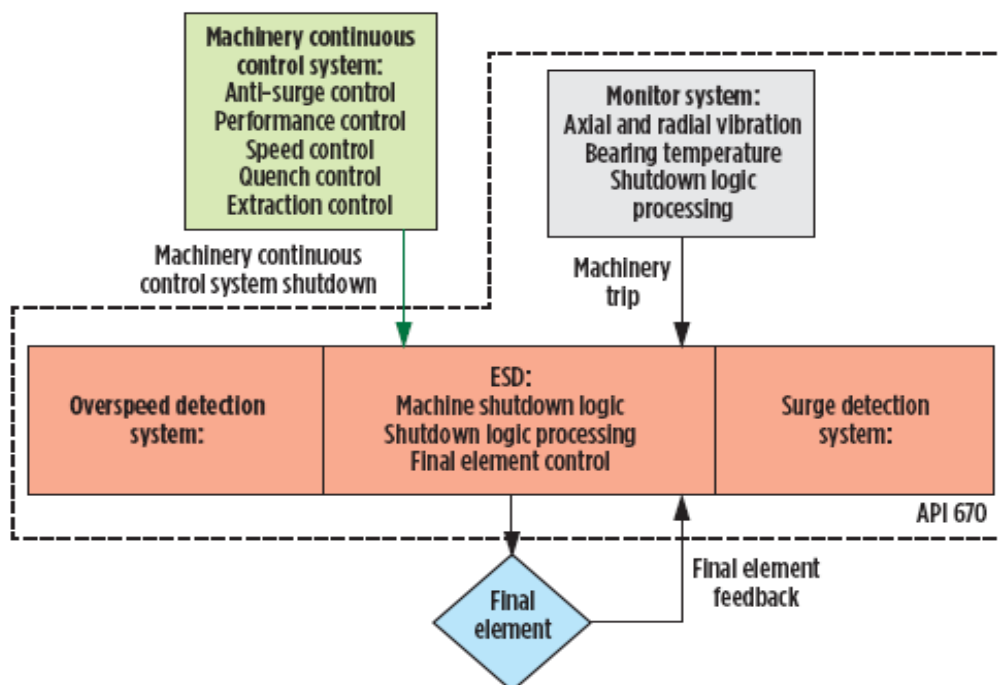 Machinery continuous
control system:
Anti-surge control
Performance control
Speed control
Quench control
Extraction control
Monitor system:
Axial and radial vibration
Bearing temperature
Shutdown logic
processing
Machinery continuous
control system shutdown
Machinery
trip
Overspeed detection
system:
ESD:
Machine shutdown logic
Shutdown logic processing
Final element control
Surge detection
system:
API 670
Final element
feedback
Final
element